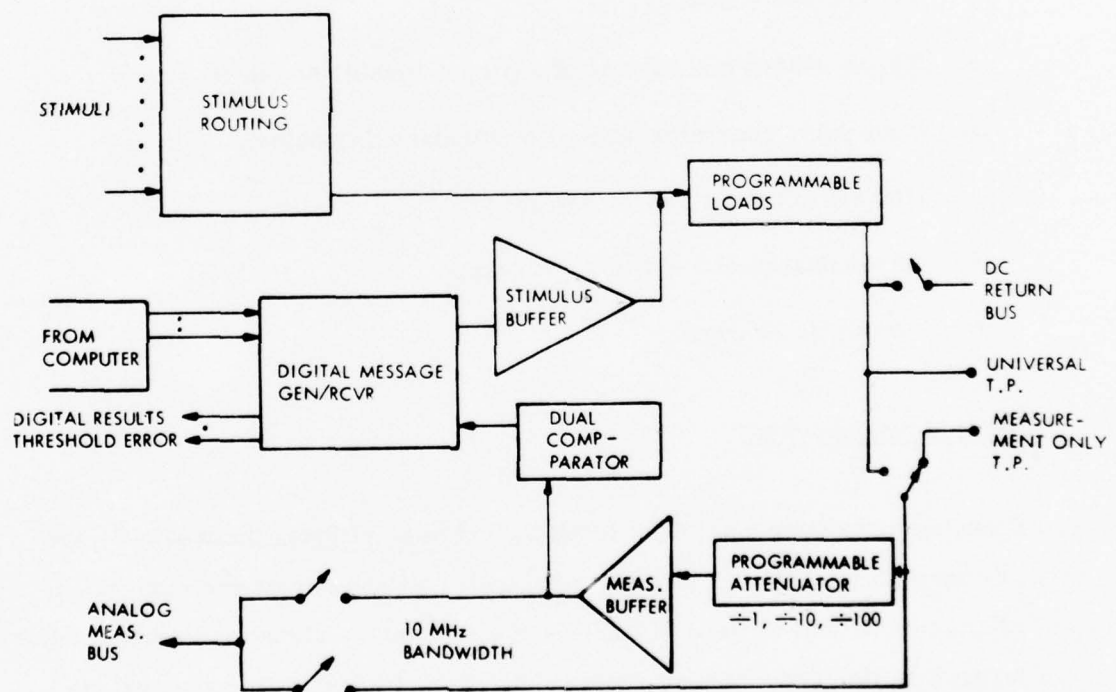 STIMULI
STIMULUS
ROUTING
PROGRAMMABLE
LOADS
DC
RETURN
BUS
STIMULUS
BUFFER
FROM
COMPUTER
DIGITAL MESSAGE
GEN/RCVR
UNIVERSAL
T.P.
DIGITAL RESULTS
THRESHOLD ERROR
DUAL
COMP-
PARATOR
MEASURE-
MENT ONLY
T.P.
MEAS.
BUFFER
PROGRAMMABLE
ATTENUATOR
÷1, ÷10, ÷100
ANALOG
MEAS.
BUS
10 MHz
BANDWIDTH